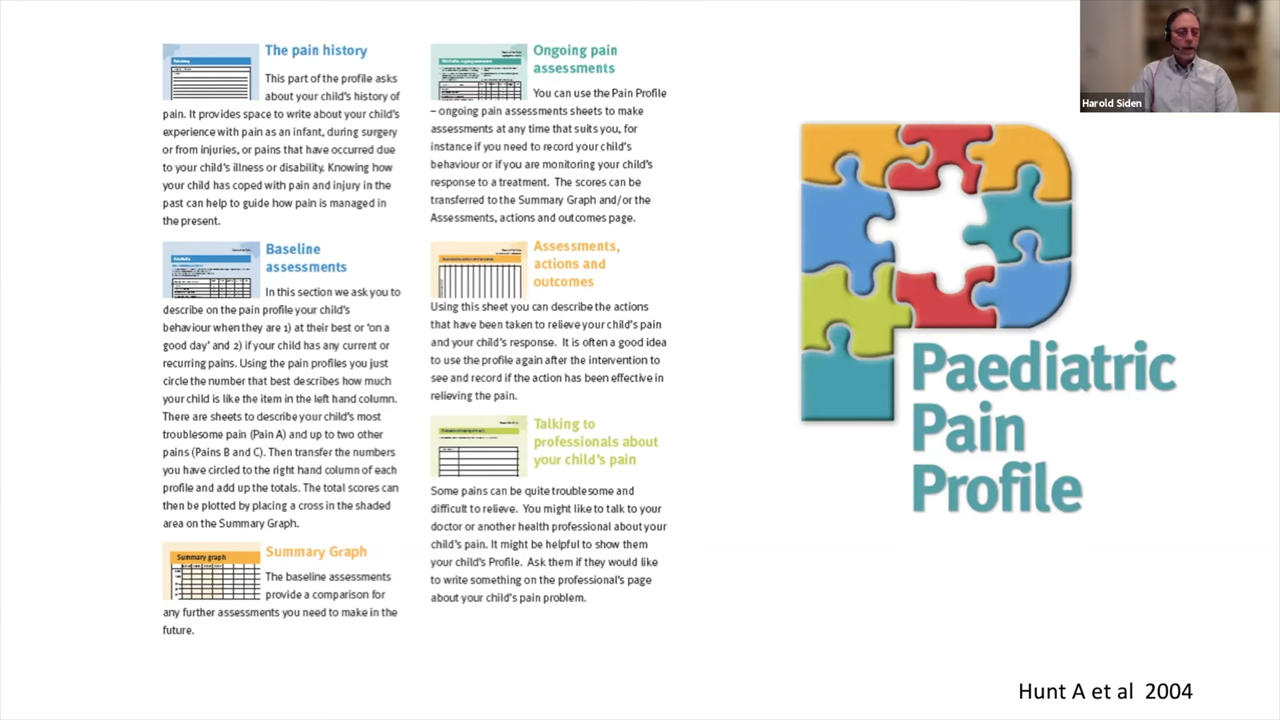 The pain history
This part of the profile asks
about your child's history of
pain. It provides space to write about your child's
experience with pain as an infant, during surgery
or from injuries, or pains that have occurred due
to your child's illness or disability. Knowing how
your child has coped with pain and injury in the
past can help to guide how pain is managed in
the present.
Baseline
assessments
In this section we ask you to
describe on the pain profile your child's
behaviour when they are 1) at their best or 'on a
good day' and 2) if your child has any current or
recurring pains. Using the pain profiles you just
circle the number that best describes how much
your child is like the item in the left hand column.
There are sheets to describe your child's most
troublesome pain (Pain A) and up to two other
pains (Pains B and C). Then transfer the numbers
you have circled to the right hand column of each
profile and add up the totals. The total scores can
then be plotted by placing a cross in the shaded
area on the Summary Graph.
Summary graph
Summary Graph
The baseline assessments
provide a comparison for
any further assessments you need to make in the
future.
Ongoing pain
assessments
You can use the Pain Profile
– ongoing pain assessments sheets to make
assessments at any time that suits you, for
instance if you need to record your child's
behaviour or if you are monitoring your child's
response to a treatment. The scores can be
transferred to the Summary Graph and/or the
Assessments, actions and outcomes page.
Assessments,
actions and
outcomes
Using this sheet you can describe the actions
that have been taken to relieve your child's pain
and your child's response. It is often a good idea
to use the profile again after the intervention to
see and record if the action has been effective in
relieving the pain.
Talking to
professionals about
your child's pain
Some pains can be quite troublesome and
difficult to relieve. You might like to talk to your
doctor or another health professional about your
child's pain. It might be helpful to show them
your child's Profile. Ask them if they would like
to write something on the professional's page
about your child's pain problem.
Harold Siden
Paediatric
Pain
Profile
Hunt A et al 2004